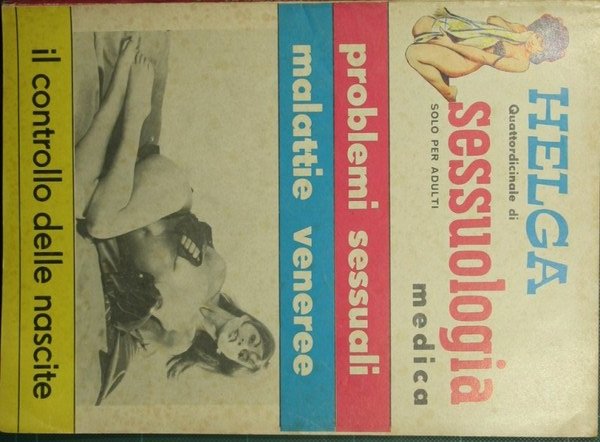 HELGA
Quattordicinale di
sessuologia
SOLO PER ADULTI
medica
problemi sessuali
malattie veneree
il controllo delle nascite